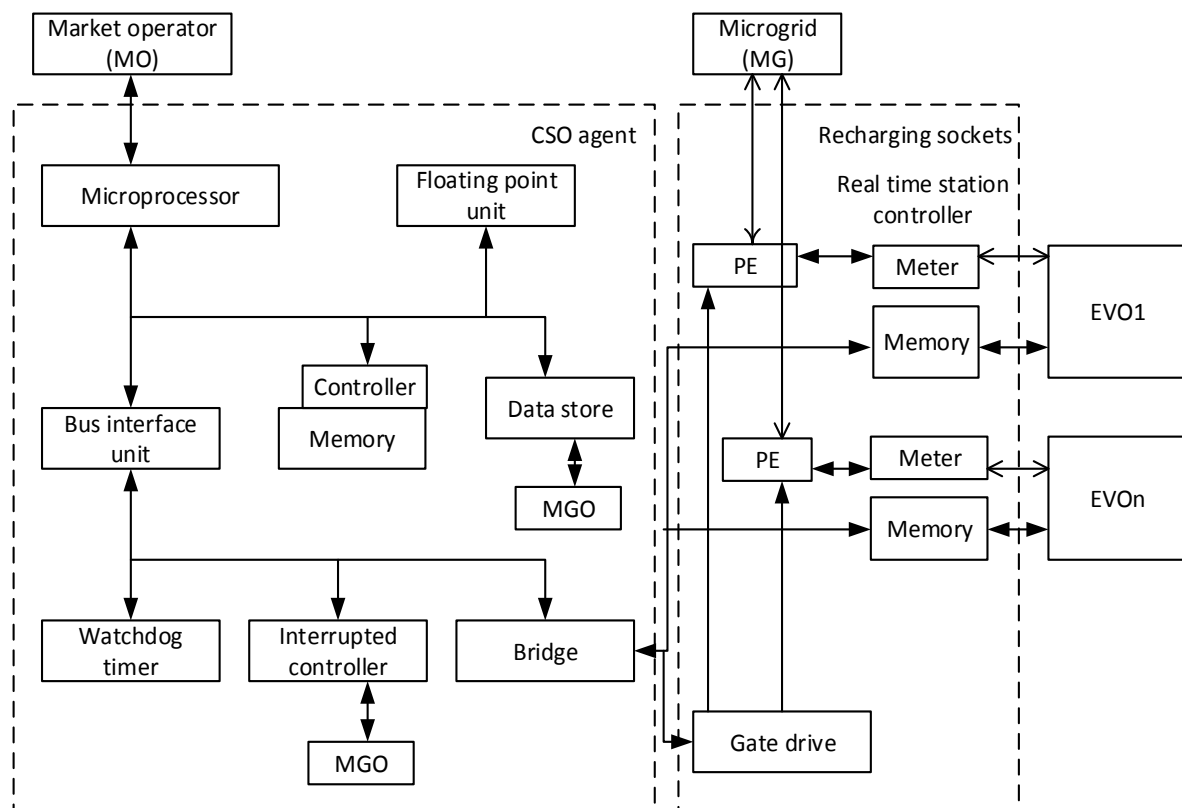 Market operator
(MO)
Microgrid
(MG)
CSO agent
Recharging sockets
Microprocessor
Floating point
unit
Real time station
controller
PE
Meter
EVO1
Memory
Controller
Memory
Data store
Bus interface
unit
PE
Meter
EVOn
Memory
MGO
Watchdog
timer
Interrupted
controller
Bridge
Gate drive
MGO